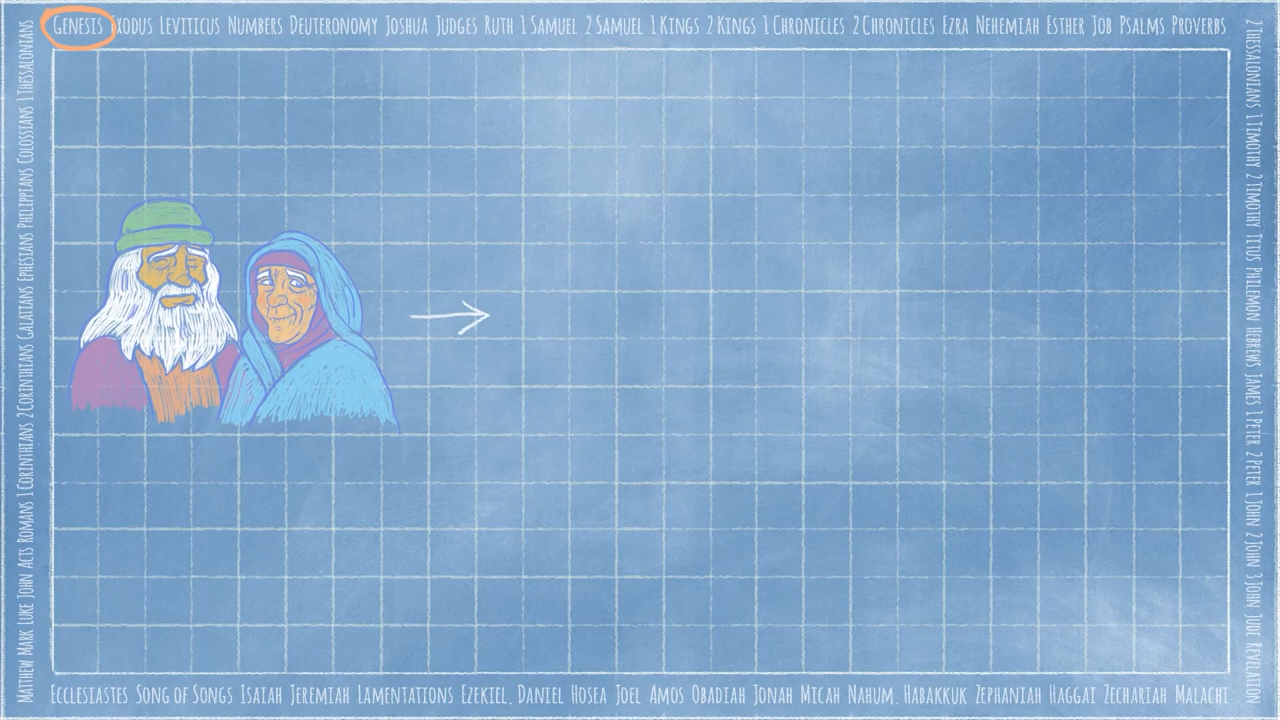 Genesis Exodus Leviticus Numbers Deuteronomy Joshua Judges Ruth 1 Samuel 2 Samuel 1 Kings 2 Kings 1 Chronicles 2 Chronicles Ezra Nehemiah Esther Job Psalms Proverbs
Matthew Mark Luke John Acts Romans 1 Corinthians 2 Corinthians Galatians Ephesians Philippians Colossians 1 Thessalonians
2 Thessalonians 1 Timothy 2 Timothy Titus Philemon Hebrews James 1 Peter 2 Peter 1 John 2 John 3 John Jude Revelation
Ecclesiastes Song of Songs Isaiah Jeremiah Lamentations Ezekiel Daniel Hosea Joel Amos Obadiah Jonah Micah Nahum Habakkuk Zephaniah Haggai Zechariah Malachi